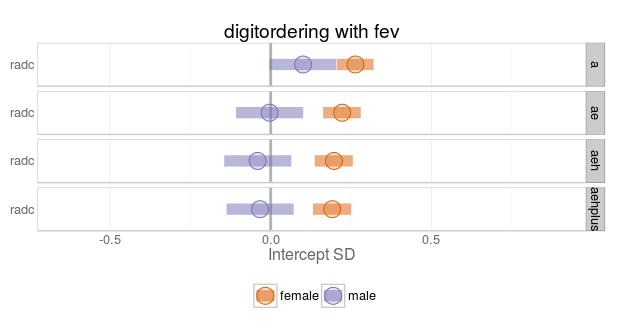 digitordering with fev
radc
a
radc
ae
radc
aeh
radc
aehplus
-0.5
0.0
0.5
Intercept SD
female
male